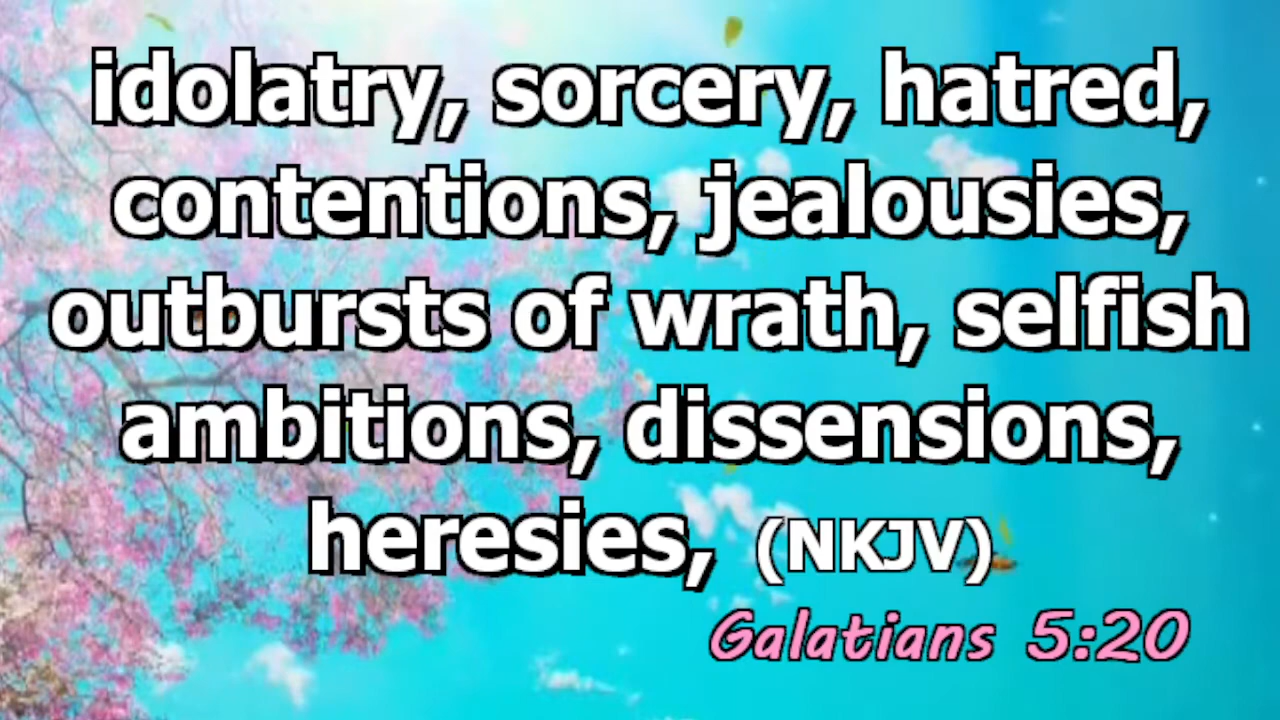 idolatry, sorcery, hatred,
contentions, jealousies,
outbursts of wrath, selfish
ambitions, dissensions,
heresies, (NKJV)
Galatians 5:20